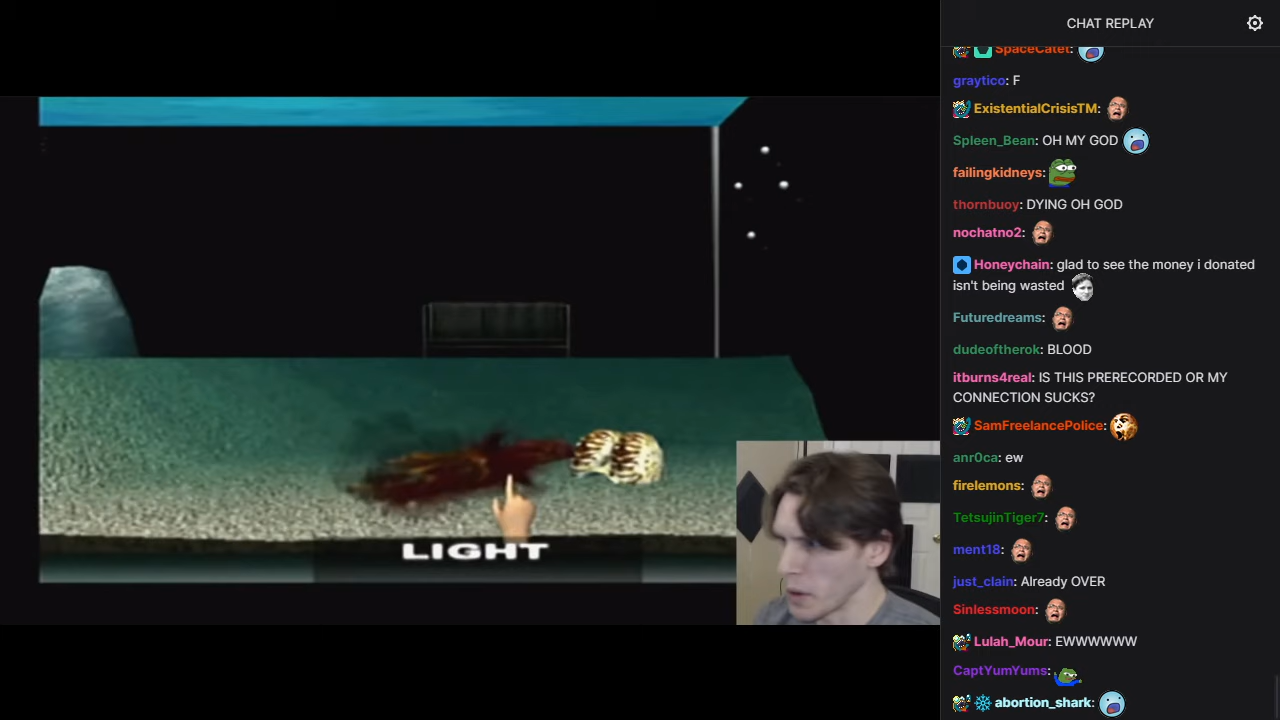 CHAT REPLAY
SpaceCatet:
graytico: F
ExistentialCrisisTM:
Spleen_Bean: OH MY GOD
failingkidneys:
thornbuoy: DYING OH GOD
nochatno2:
Honeychain: glad to see the money i donated
isn't being wasted
Futuredreams:
dudeoftherok: BLOOD
itburns4real: IS THIS PRERECORDED OR MY
CONNECTION SUCKS?
SamFreelancePolice:
anr0ca: ew
firelemons:
TetsujinTiger7:
ment18:
just_clain: Already OVER
Sinlessmoon:
Lulah_Mour: EWWWWWW
CaptYumYums:
abortion_shark:
LIGHT